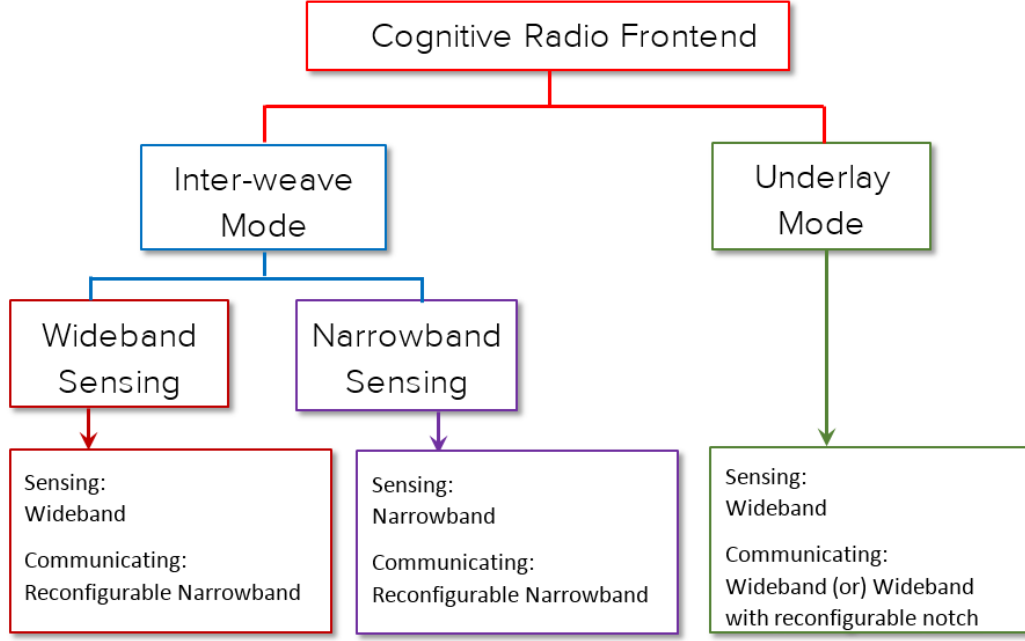 Cognitive Radio Frontend
Inter-weave
Mode
Underlay
Mode
Wideband
Sensing
Narrowband
Sensing
Sensing:
Wideband
Communicating:
Reconfigurable Narrowband
Sensing:
Narrowband
Communicating:
Reconfigurable Narrowband
Sensing:
Wideband
Communicating:
Wideband (or) Wideband
with reconfigurable notch